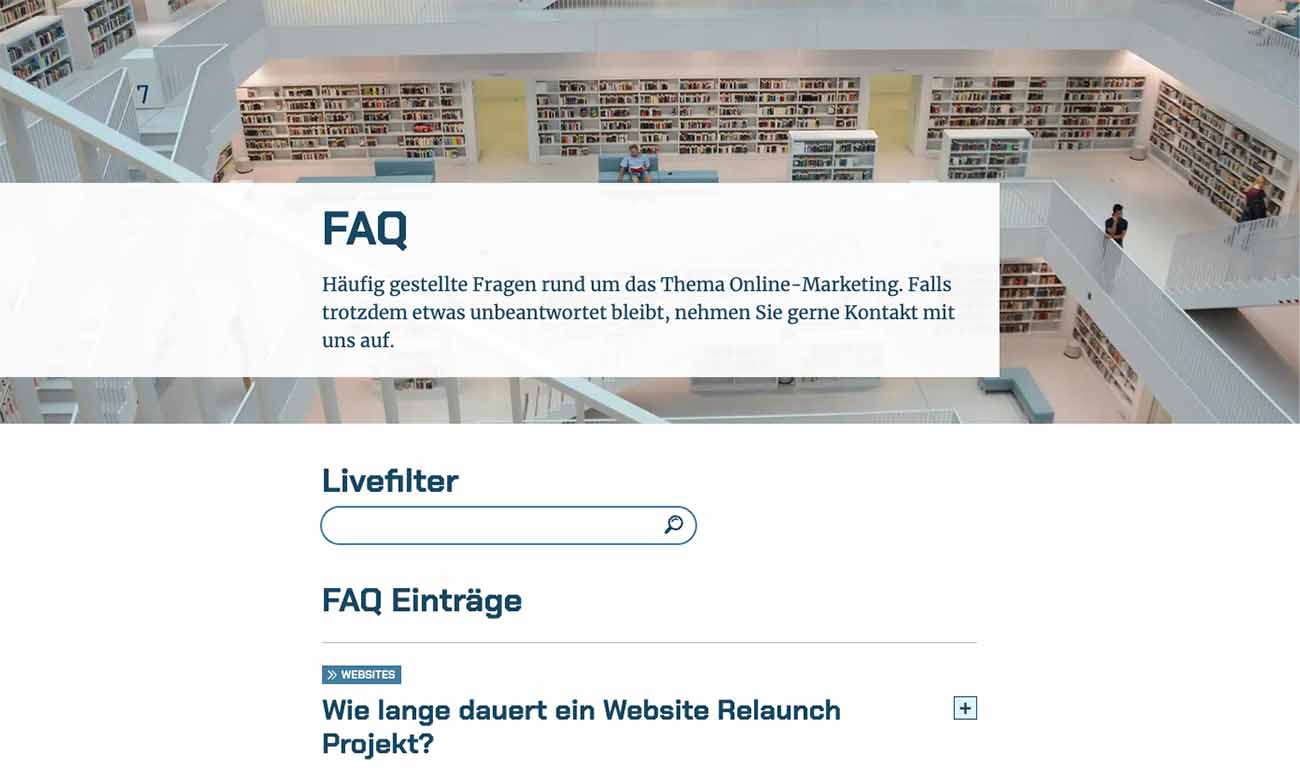 7
FAQ
Häufig gestellte Fragen rund um das Thema Online-Marketing. Falls
trotzdem etwas unbeantwortet bleibt, nehmen Sie gerne Kontakt mit
uns auf.
Livefilter
FAQ Einträge
WEBSITES
Wie lange dauert ein Website Relaunch
Projekt?